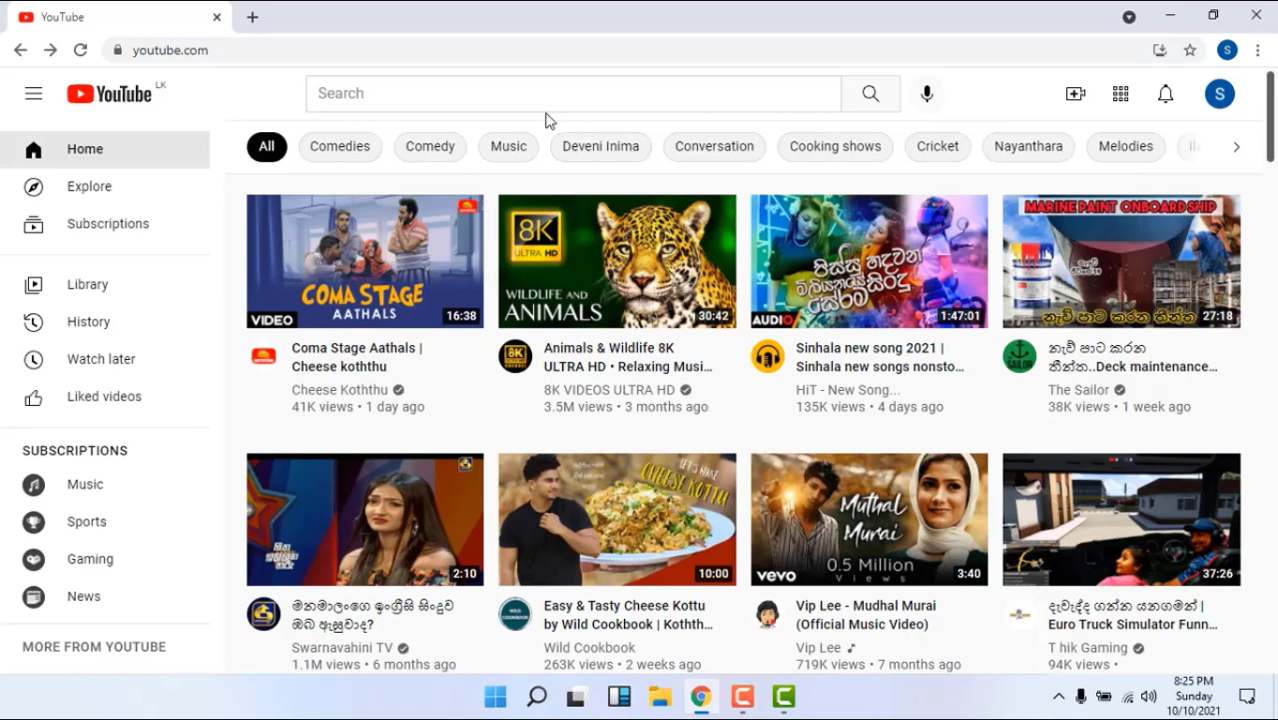 YouTube
youtube.com
S
YouTube LK
Search
S
Home
Explore
Subscriptions
Library
History
Watch later
Liked videos
SUBSCRIPTIONS
Music
Sports
Gaming
News
MORE FROM YOUTUBE
All Comedies Comedy Music Deveni Inima Conversation Cooking shows Cricket Nayanthara Melodies
COMA STAGE
AATHALS
VIDEO 16:38
Coma Stage Aathals |
Cheese koththu
Cheese Koththu
41K views • 1 day ago
8K
ULTRA HD
WILDLIFE AND
ANIMALS
30:42
8K
Animals & Wildlife 8K
ULTRA HD • Relaxing Musi…
8K VIDEOS ULTRA HD
3.5M views • 3 months ago
පිස්සු හදවන
මියුසියෙස්
සේරම
AUDIO 1:47:01
Sinhala new song 2021 |
Sinhala new songs nonsto…
HiT - New Song...
135K views • 4 days ago
MARINE PAINT ONBOARD SHIP
නැව් පාට කරන තීන්ත
27:18
SAILOR
නැව් පාට කරන
තීන්ත..Deck maintenance…
The Sailor
38K views • 1 week ago
2:10
මනමාලංගෙ ඉංග්‍රීසි සිංදුව
ඔබ ඇසුවාද?
Swarnavahini TV
1.1M views • 6 months ago
LET'S MAKE
CHEESE KOTTU
10:00
WILD
COOKBOOK
Easy & Tasty Cheese Kottu
by Wild Cookbook | Koththt…
Wild Cookbook
263K views • 2 weeks ago
Muthal
Murai
0.5 Million
Views
vevo 3:40
Vip Lee - Mudhal Murai
(Official Music Video)
Vip Lee
719K views • 7 months ago
37:26
දැවැද්ද ගන්න යනගමන් |
Euro Truck Simulator Funn…
T hik Gaming
94K views •
8:25 PM
Sunday
10/10/2021